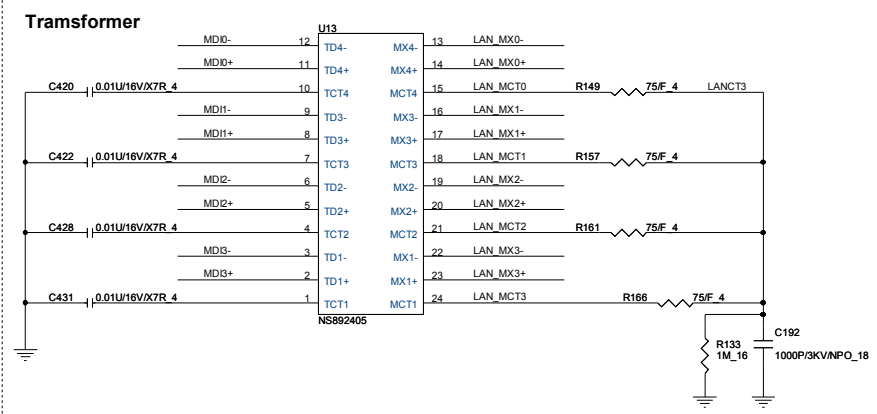 Tramsformer
U13
MDI0- 12 TD4- MX4- 13 LAN_MX0-
MDI0+ 11 TD4+ MX4+ 14 LAN_MX0+
C420 0.01U/16V/X7R_4 10 TCT4 MCT4 15 LAN_MCT0 R149 75/F_4 LANCT3
MDI1- 9 TD3- MX3- 16 LAN_MX1-
MDI1+ 8 TD3+ MX3+ 17 LAN_MX1+
C422 0.01U/16V/X7R_4 7 TCT3 MCT3 18 LAN_MCT1 R157 75/F_4
MDI2- 6 TD2- MX2- 19 LAN_MX2-
MDI2+ 5 TD2+ MX2+ 20 LAN_MX2+
C428 0.01U/16V/X7R_4 4 TCT2 MCT2 21 LAN_MCT2 R161 75/F_4
MDI3- 3 TD1- MX1- 22 LAN_MX3-
MDI3+ 2 TD1+ MX1+ 23 LAN_MX3+
C431 0.01U/16V/X7R_4 1 TCT1 MCT1 24 LAN_MCT3 R166 75/F_4
NS892405
R133
1M_16
C192
1000P/3KV/NPO_18